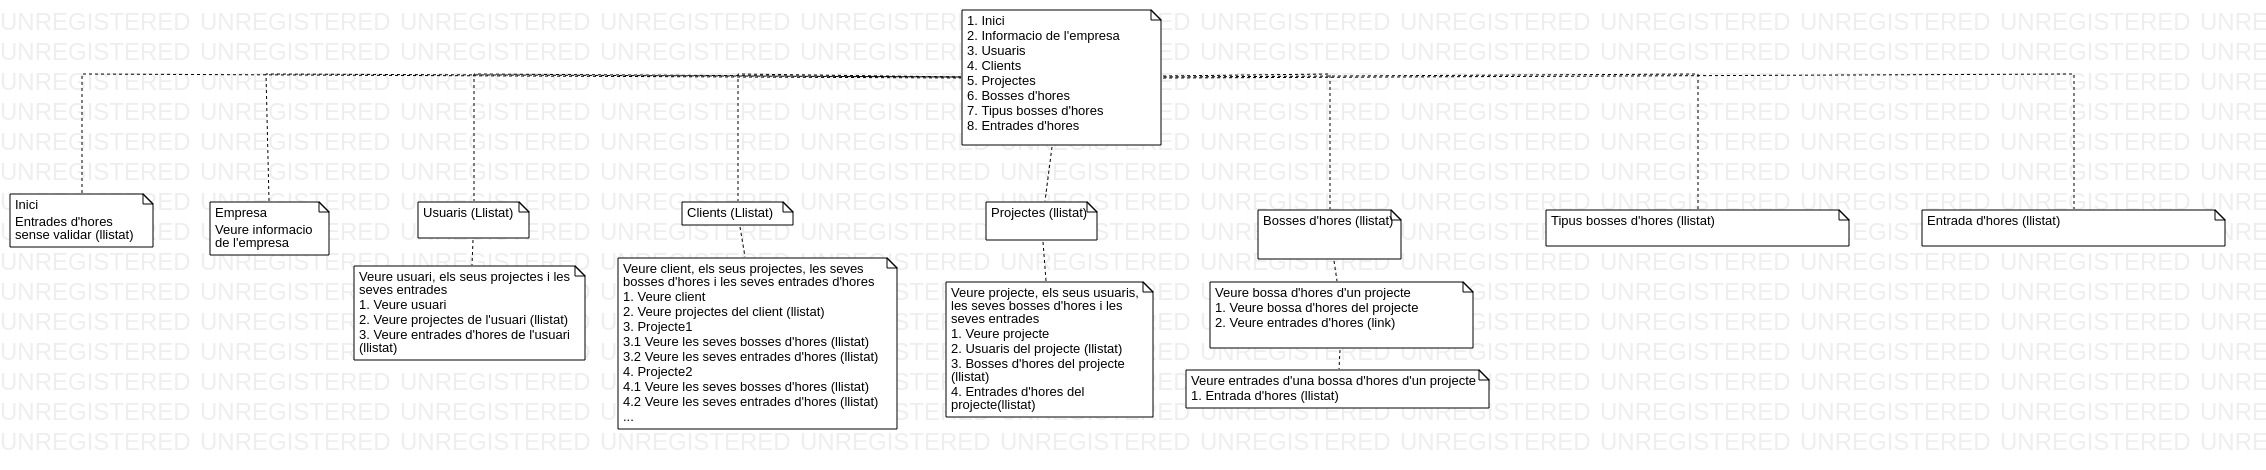 1. Inici
2. Informacio de l'empresa
3. Usuaris
4. Clients
5. Projectes
6. Bosses d'hores
7. Tipus bosses d'hores
8. Entrades d'hores
Inici
Entrades d'hores
sense validar (llistat)
Empresa
Veure informacio
de l'empresa
Usuaris (Llistat)
Veure usuari, els seus projectes i les
seves entrades
1. Veure usuari
2. Veure projectes de l'usuari (llistat)
3. Veure entrades d'hores de l'usuari
(llistat)
Clients (Llistat)
Veure client, els seus projectes, les seves
bosses d'hores i les seves entrades d'hores
1. Veure client
2. Veure projectes del client (llistat)
3. Projecte1
3.1 Veure les seves bosses d'hores (llistat)
3.2 Veure les seves entrades d'hores (llistat)
4. Projecte2
4.1 Veure les seves bosses d'hores (llistat)
4.2 Veure les seves entrades d'hores (llistat)
...
Projectes (llistat)
Veure projecte, els seus usuaris,
les seves bosses d'hores i les
seves entrades
1. Veure projecte
2. Usuaris del projecte (llistat)
3. Bosses d'hores del projecte
(llistat)
4. Entrades d'hores del
projecte(llistat)
Bosses d'hores (llistat)
Veure bossa d'hores d'un projecte
1. Veure bossa d'hores del projecte
2. Veure entrades d'hores (link)
Veure entrades d'una bossa d'hores d'un projecte
1. Entrada d'hores (llistat)
Tipus bosses d'hores (llistat)
Entrada d'hores (llistat)
UNREGISTERED